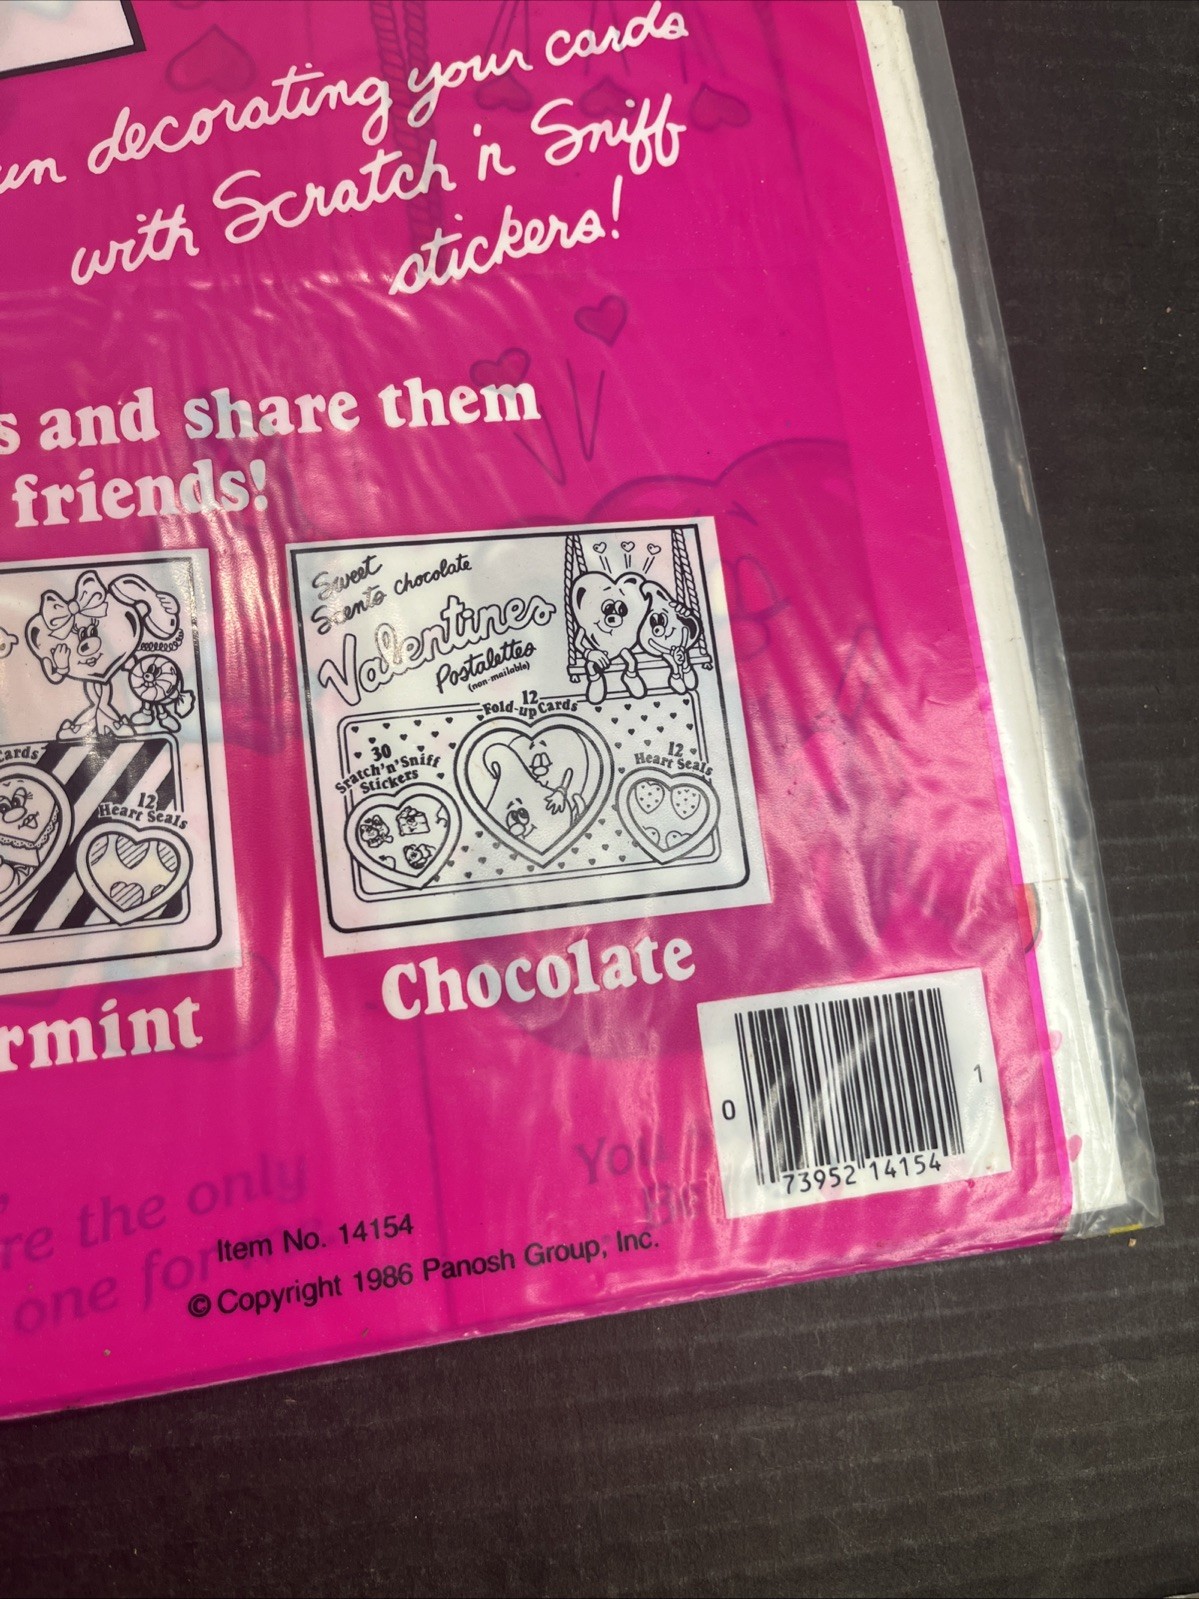 decorating your cards
with Scratch 'n Sniff
stickers!
s and share them
friends!
Sweet
Scents chocolate
Valentines
Postalettes
(non-mailable)
12
Fold-up Cards
30
Sratch'n'Sniff
Stickers
12
Heart Seals
Cards
12
Heart Seals
rmint
Chocolate
0
73952 14154
1
You
re the only
one for
Item No. 14154
© Copyright 1986 Panosh Group, Inc.